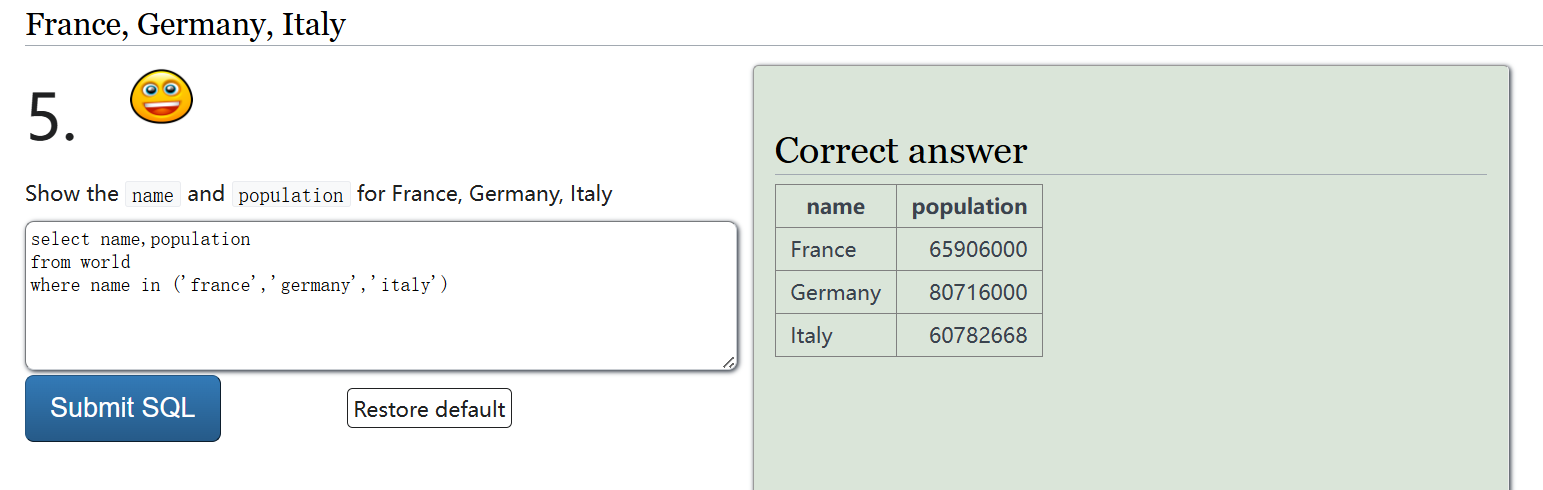 France, Germany, Italy
5.
Show the name and population for France, Germany, Italy
select name,population
from world
where name in ('france','germany','italy')
Submit SQL
Restore default
Correct answer
name population
France 65906000
Germany 80716000
Italy 60782668